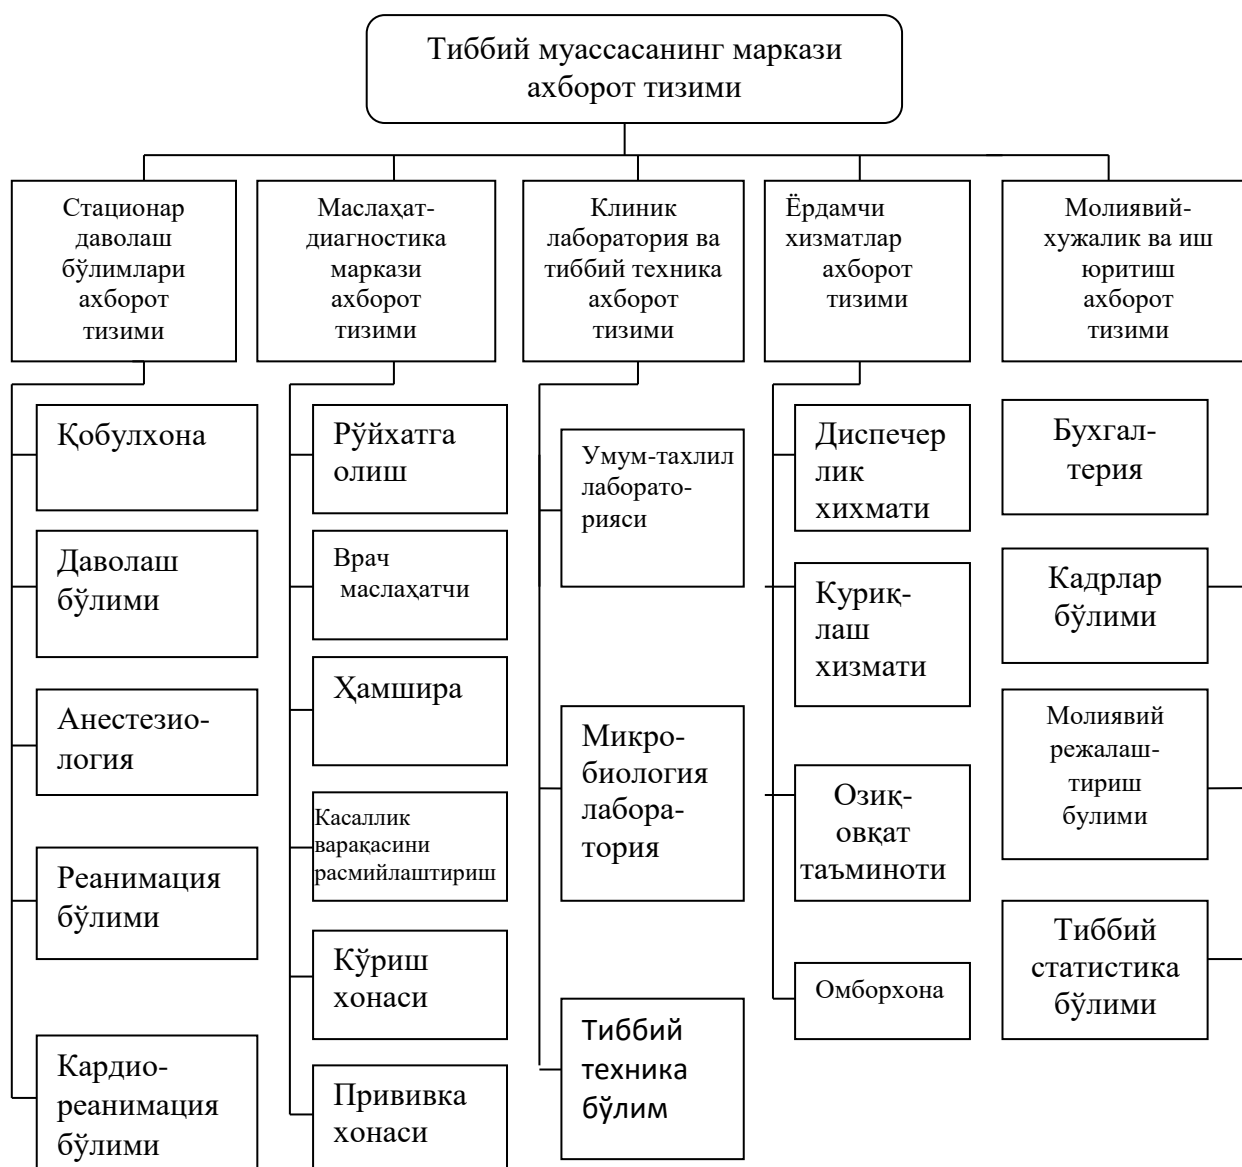 Тиббий муассасанинг маркази
ахборот тизими
Стационар
даволаш
бўлимлари
ахборот
тизими
Маслаҳат-
диагностика
маркази
ахборот
тизими
Клиник
лаборатория ва
тиббий техника
ахборот
тизими
Ёрдамчи
хизматлар
ахборот
тизими
Молиявий-
хужалик ва иш
юритиш
ахборот
тизими
Қобулхона
Даволаш
бўлими
Анестезио-
логия
Реанимация
бўлими
Кардио-
реанимация
бўлими
Рўйхатга
олиш
Врач
маслаҳатчи
Ҳамшира
Касаллик
варақасини
расмийлаштириш
Кўриш
хонаси
Прививка
хонаси
Умум-тахлил
лаборато-
рияси
Микро-
биология
лабора-
тория
Тиббий
техника
бўлим
Диспечер
лик
хихмати
Куриқ-
лаш
хизмати
Озиқ-
овқат
таъминоти
Омборхона
Бухгал-
терия
Кадрлар
бўлими
Молиявий
режалаш-
тириш
булими
Тиббий
статистика
бўлими